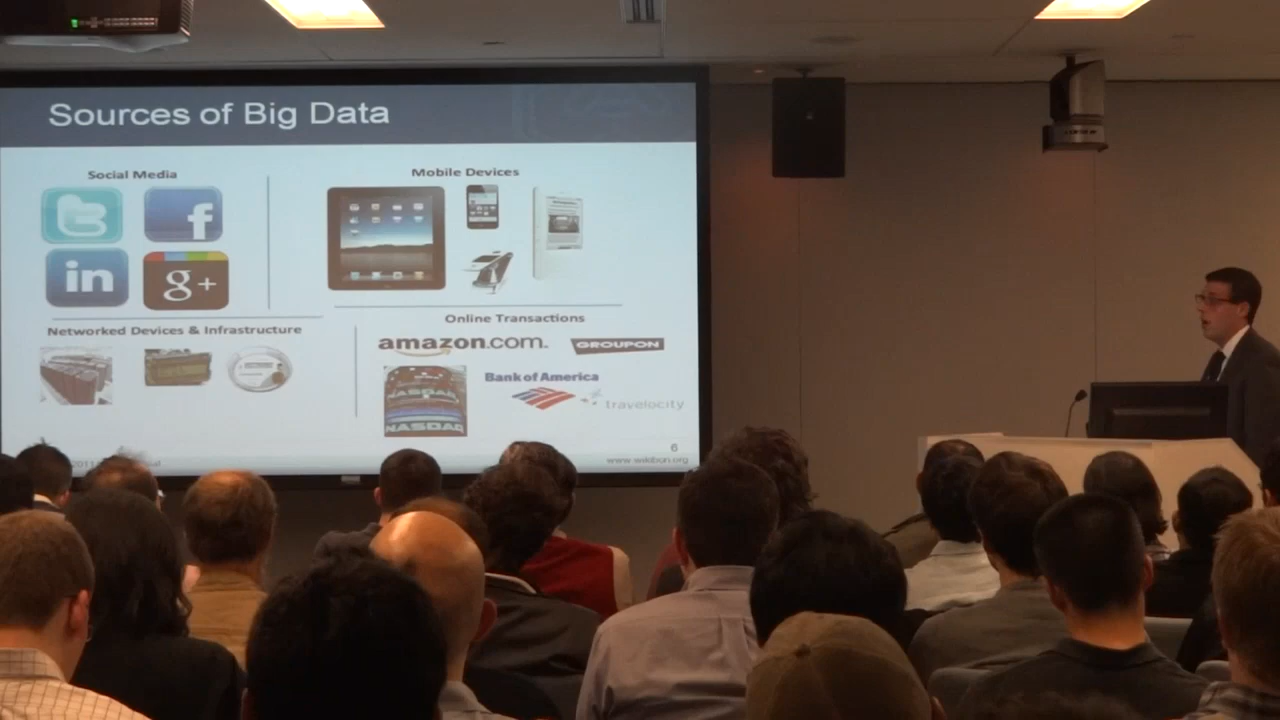 Sources of Big Data
Social Media
Mobile Devices
f
in
g+
Networked Devices & Infrastructure
Online Transactions
amazon.com.
GROUPON
Bank of America
NASDAQ
travelocity
NASDAQ
6
www.wikibon.org